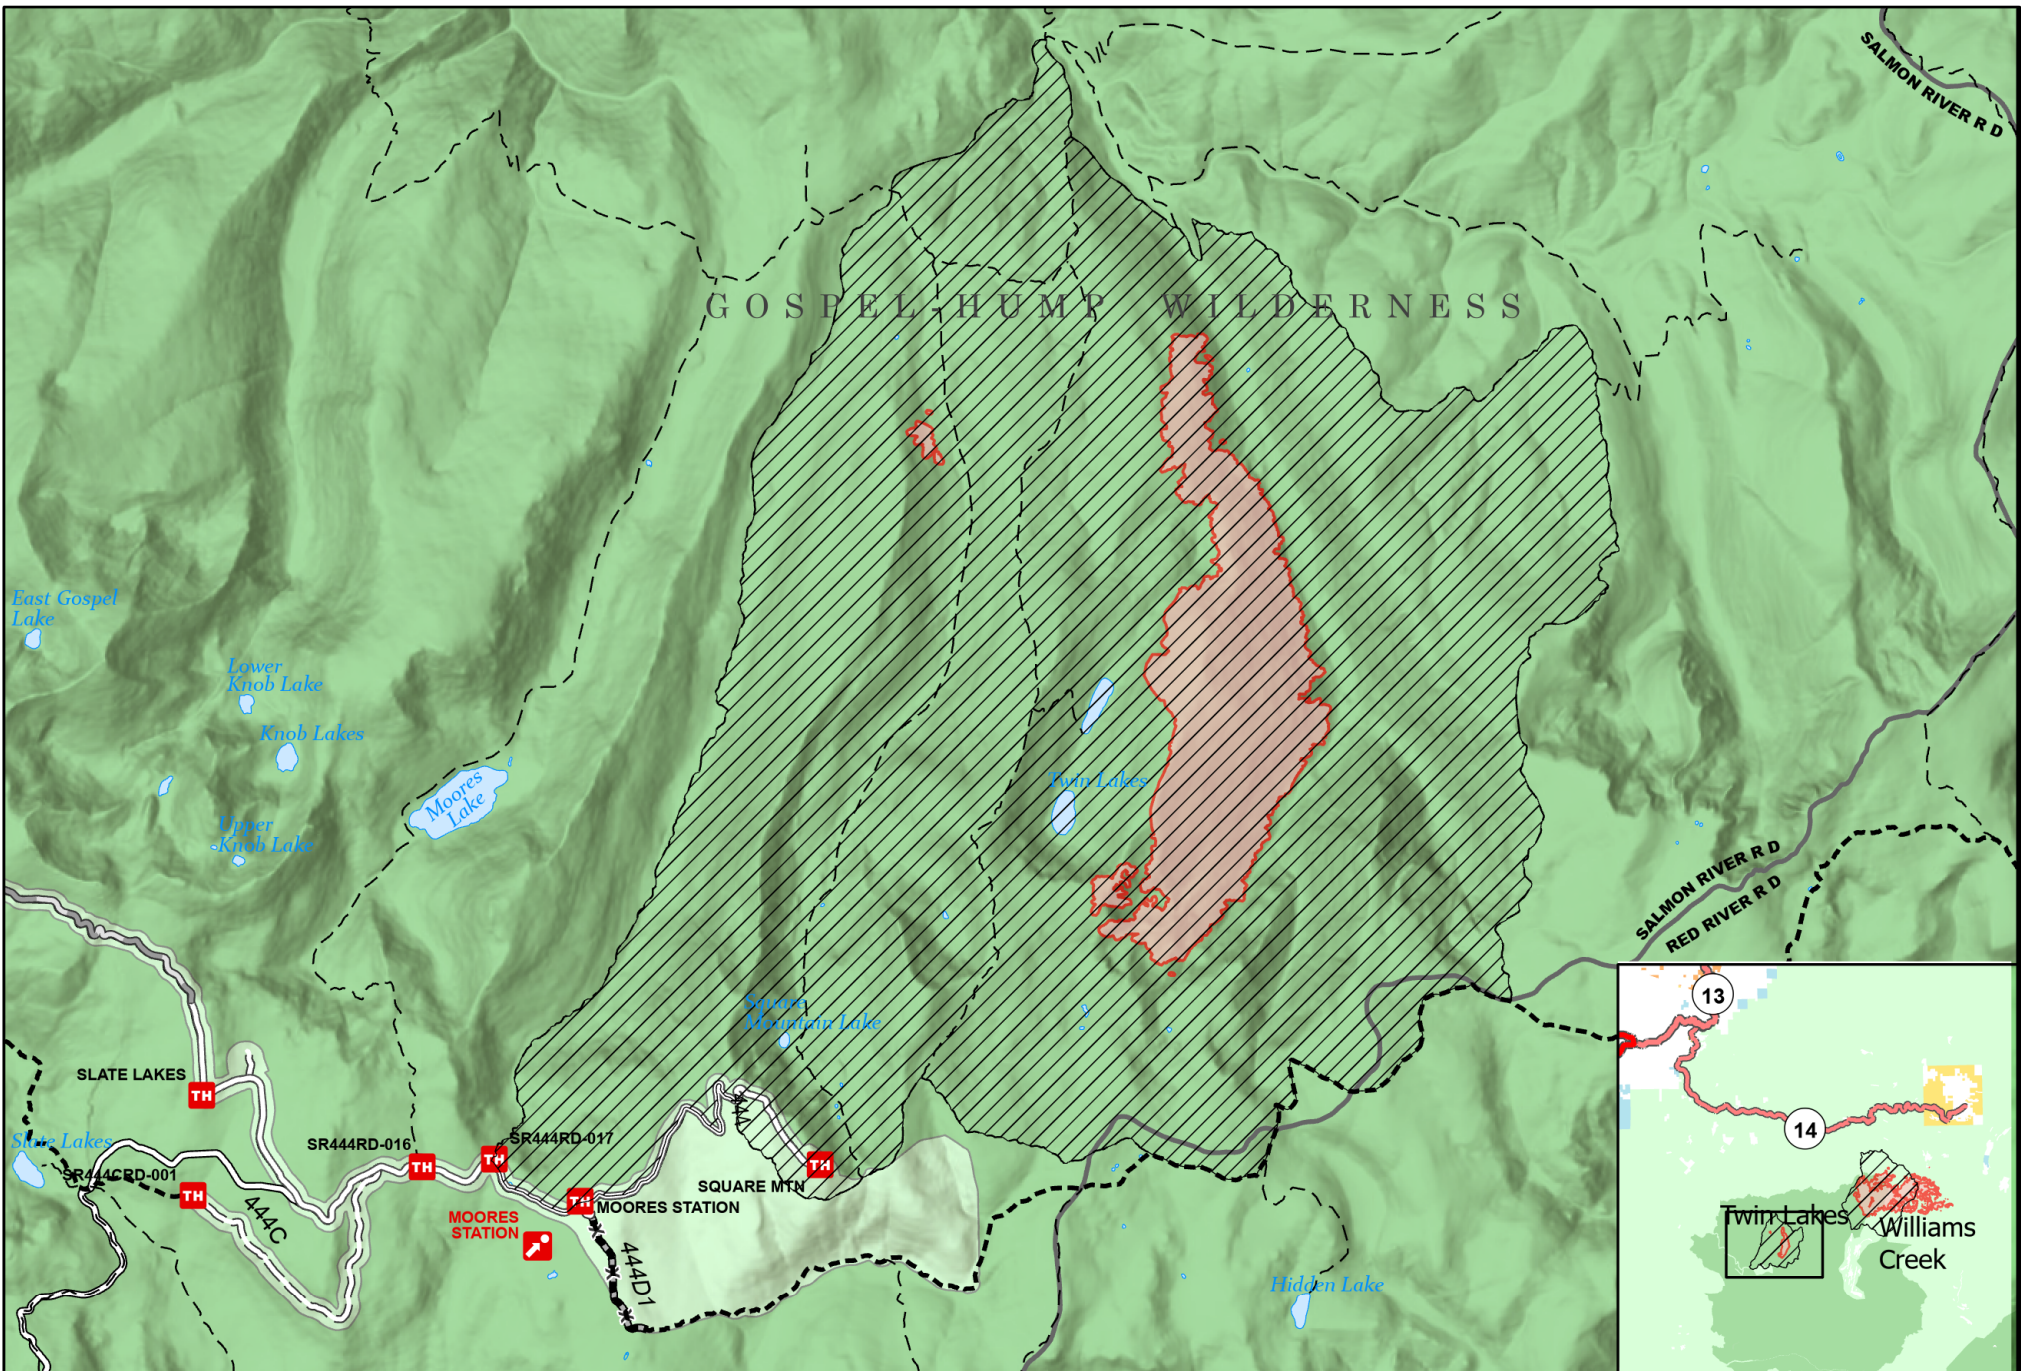 SALMON RIVER R D
GOSPEL-HUMP WILDERNESS
East Gospel
Lake
Lower
Knob Lake
Knob Lakes
Moores
Lake
Twin Lakes
Upper
Knob Lake
SALMON RIVER R D
RED RIVER R D
Square
Mountain Lake
13
SLATE LAKES
TH
444
14
Slate Lakes
SR444RD-016
TH
SR444RD-017
TH
TH
SR444CRD-001
TH
SQUARE MTN
444C
TH
MOORES STATION
MOORES
STATION
444D1
Twin Lakes
Williams
Creek
Hidden Lake